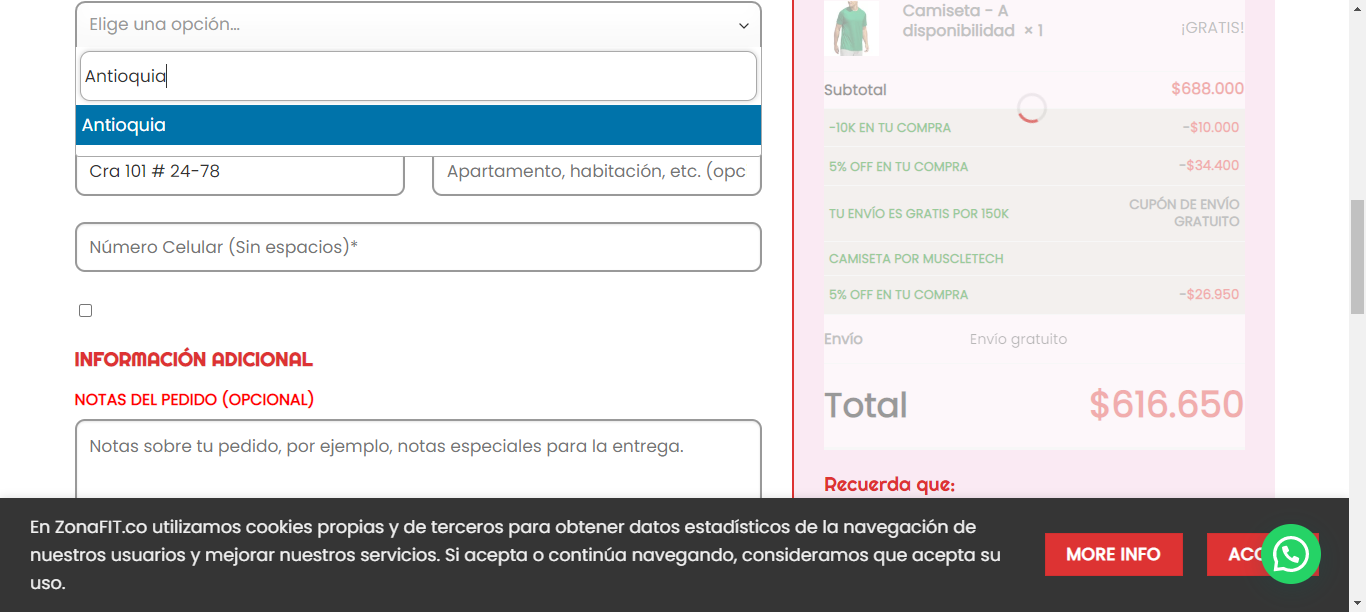 Elige una opción...
Antioquia
Antioquia
Cra 101 # 24-78
Apartamento, habitación, etc. (opc
Número Celular (Sin espacios)*
INFORMACIÓN ADICIONAL
NOTAS DEL PEDIDO (OPCIONAL)
Notas sobre tu pedido, por ejemplo, notas especiales para la entrega.
Camiseta - A
disponibilidad × 1
¡GRATIS!
Subtotal $688.000
-10K EN TU COMPRA -$10.000
5% OFF EN TU COMPRA -$34.400
TU ENVÍO ES GRATIS POR 150K
CUPÓN DE ENVÍO
GRATUITO
CAMISETA POR MUSCLETECH
5% OFF EN TU COMPRA -$26.950
Envío Envío gratuito
Total $616.650
Recuerda que:
En ZonaFIT.co utilizamos cookies propias y de terceros para obtener datos estadísticos de la navegación de
nuestros usuarios y mejorar nuestros servicios. Si acepta o continúa navegando, consideramos que acepta su
uso.
MORE INFO